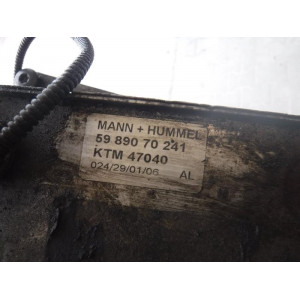 MANN + HUMMEL
59 890 70 241
KTM 47040
024/29/01/06 AL